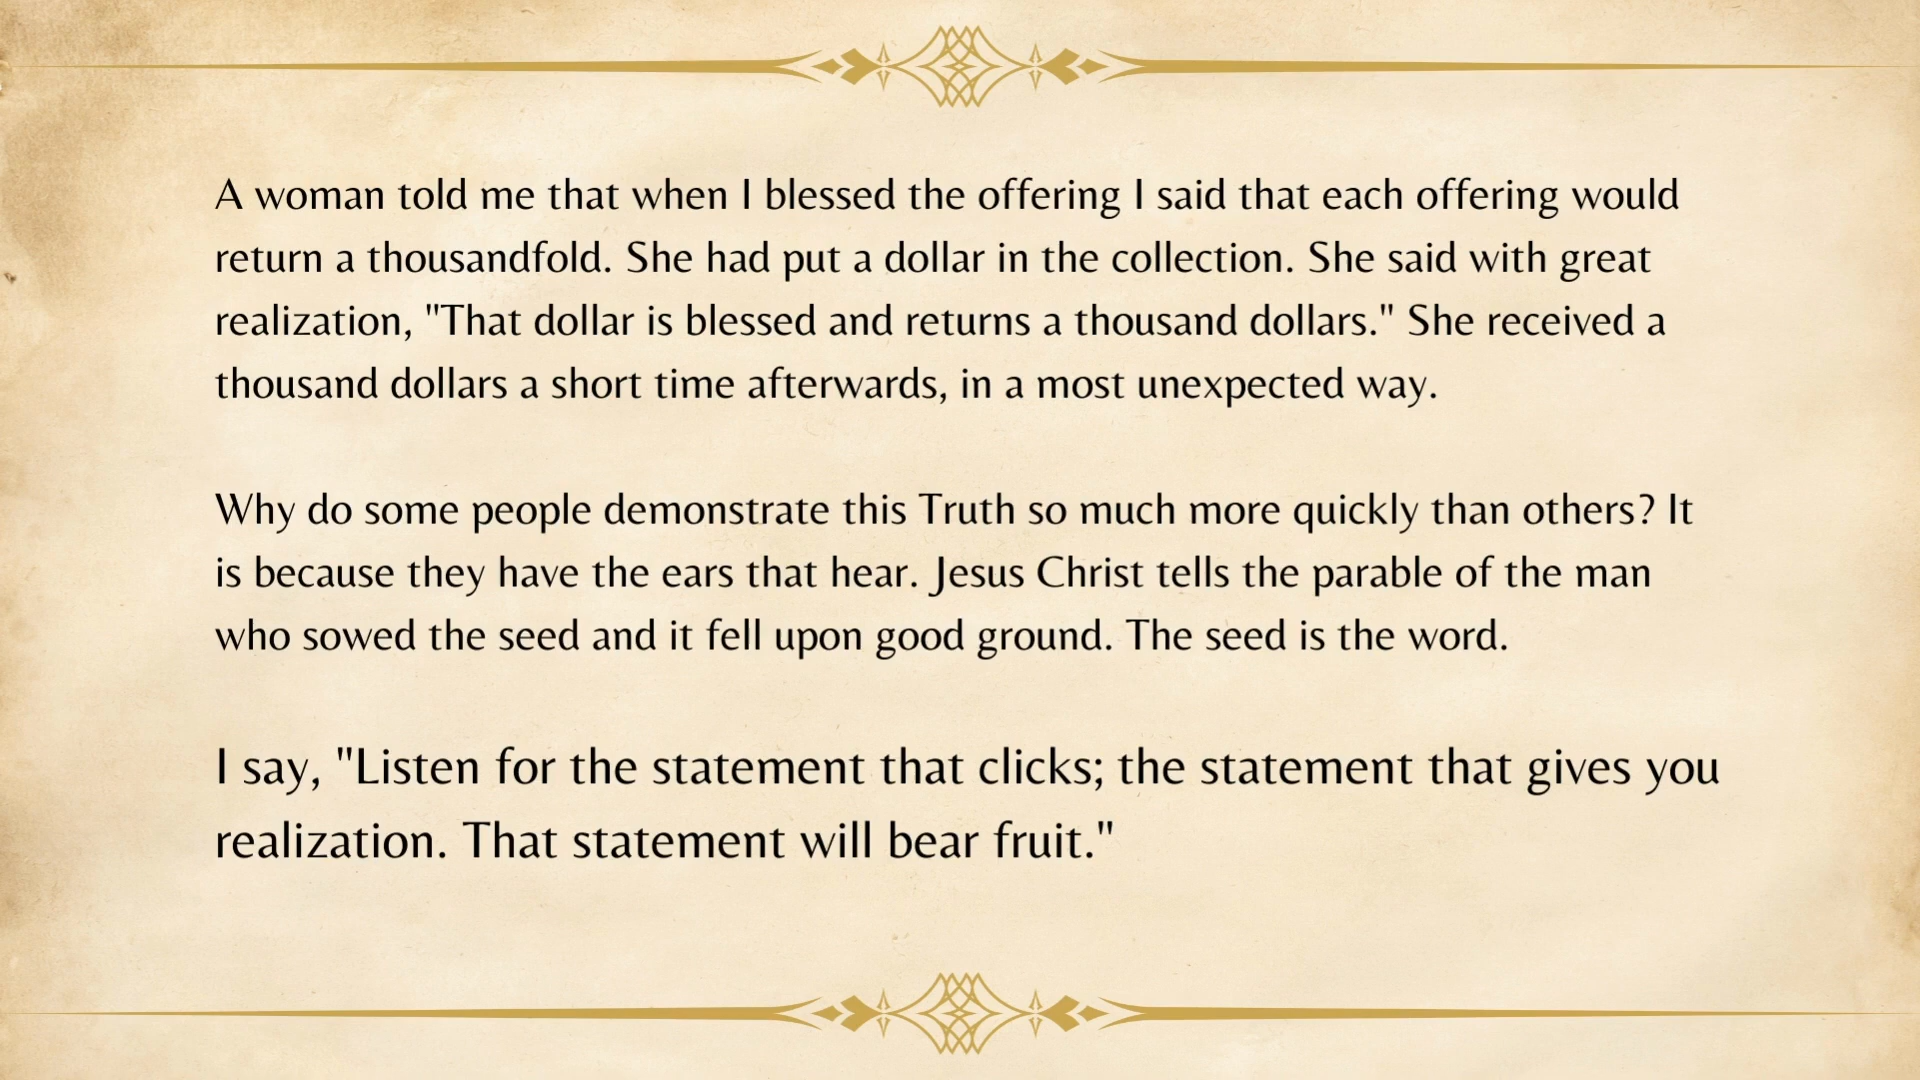 A woman told me that when I blessed the offering I said that each offering would
return a thousandfold. She had put a dollar in the collection. She said with great
realization, "That dollar is blessed and returns a thousand dollars." She received a
thousand dollars a short time afterwards, in a most unexpected way.
Why do some people demonstrate this Truth so much more quickly than others? It
is because they have the ears that hear. Jesus Christ tells the parable of the man
who sowed the seed and it fell upon good ground. The seed is the word.
I say, "Listen for the statement that clicks; the statement that gives you
realization. That statement will bear fruit."